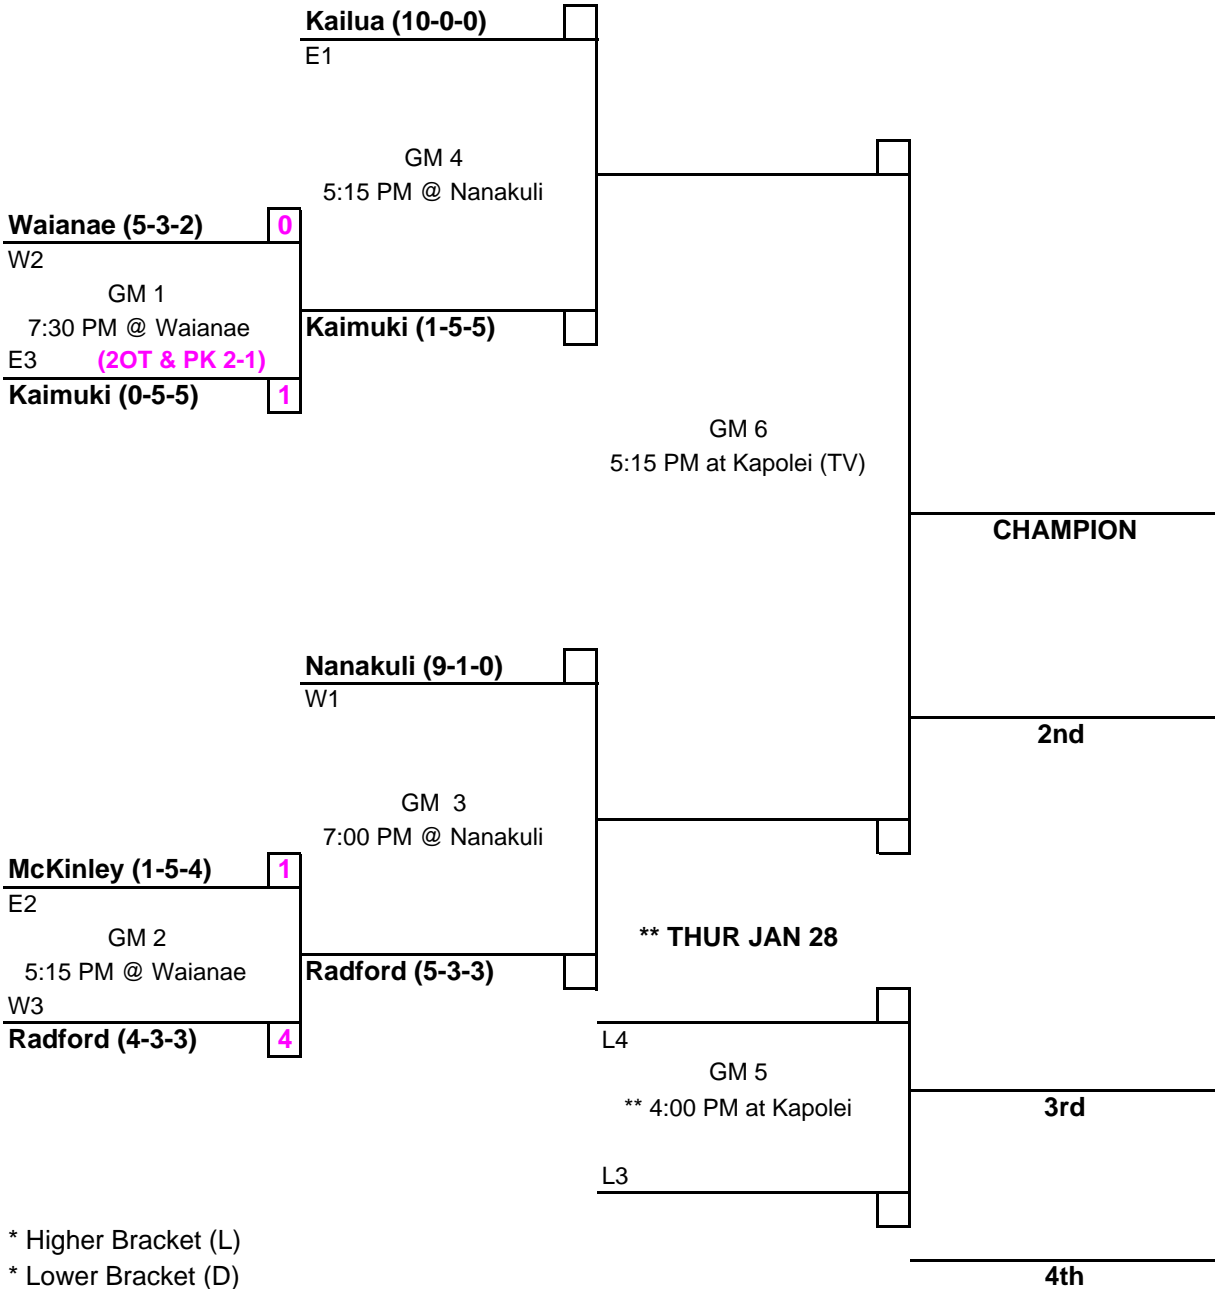 Kailua (10-0-0)
E1
GM 4
5:15 PM @ Nanakuli
Waianae (5-3-2) 0
W2
GM 1
7:30 PM @ Waianae
E3 (2OT & PK 2-1)
Kaimuki (0-5-5) 1
Kaimuki (1-5-5)
GM 6
5:15 PM at Kapolei (TV)
CHAMPION
Nanakuli (9-1-0)
W1
2nd
GM 3
7:00 PM @ Nanakuli
McKinley (1-5-4) 1
E2
GM 2
5:15 PM @ Waianae
W3
Radford (4-3-3) 4
Radford (5-3-3)
** THUR JAN 28
L4
GM 5
** 4:00 PM at Kapolei
L3
3rd
4th
* Higher Bracket (L)
* Lower Bracket (D)